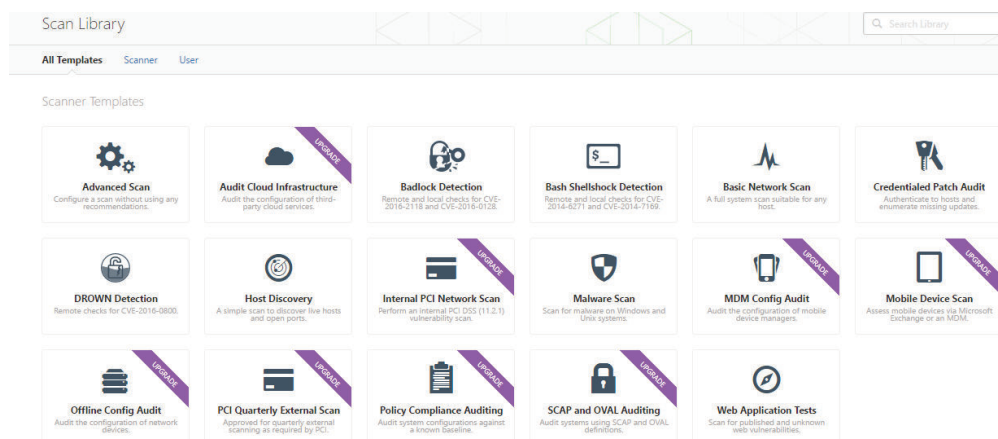 Scan Library
Search Library
All Templates Scanner User
Scanner Templates
Advanced Scan
Configure a scan without using any
recommendations.
UPGRADE
Audit Cloud Infrastructure
Audit the configuration of third-
party cloud services.
Badlock Detection
Remote and local checks for CVE-
2016-2118 and CVE-2016-0128.
$_
Bash Shellshock Detection
Remote and local checks for CVE-
2014-6271 and CVE-2014-7169.
Basic Network Scan
A full system scan suitable for any
host.
Credentialed Patch Audit
Authenticate to hosts and
enumerate missing updates.
DROWN Detection
Remote checks for CVE-2016-0800.
Host Discovery
A simple scan to discover live hosts
and open ports.
UPGRADE
Internal PCI Network Scan
Perform an internal PCI DSS (11.2.1)
vulnerability scan.
Malware Scan
Scan for malware on Windows and
Unix systems.
UPGRADE
MDM Config Audit
Audit the configuration of mobile
device managers.
UPGRADE
Mobile Device Scan
Assess mobile devices via Microsoft
Exchange or an MDM.
UPGRADE
Offline Config Audit
Audit the configuration of network
devices.
UPGRADE
PCI Quarterly External Scan
Approved for quarterly external
scanning as required by PCI.
UPGRADE
Policy Compliance Auditing
Audit system configurations against
a known baseline.
UPGRADE
SCAP and OVAL Auditing
Audit systems using SCAP and OVAL
definitions.
Web Application Tests
Scan for published and unknown
web vulnerabilities.